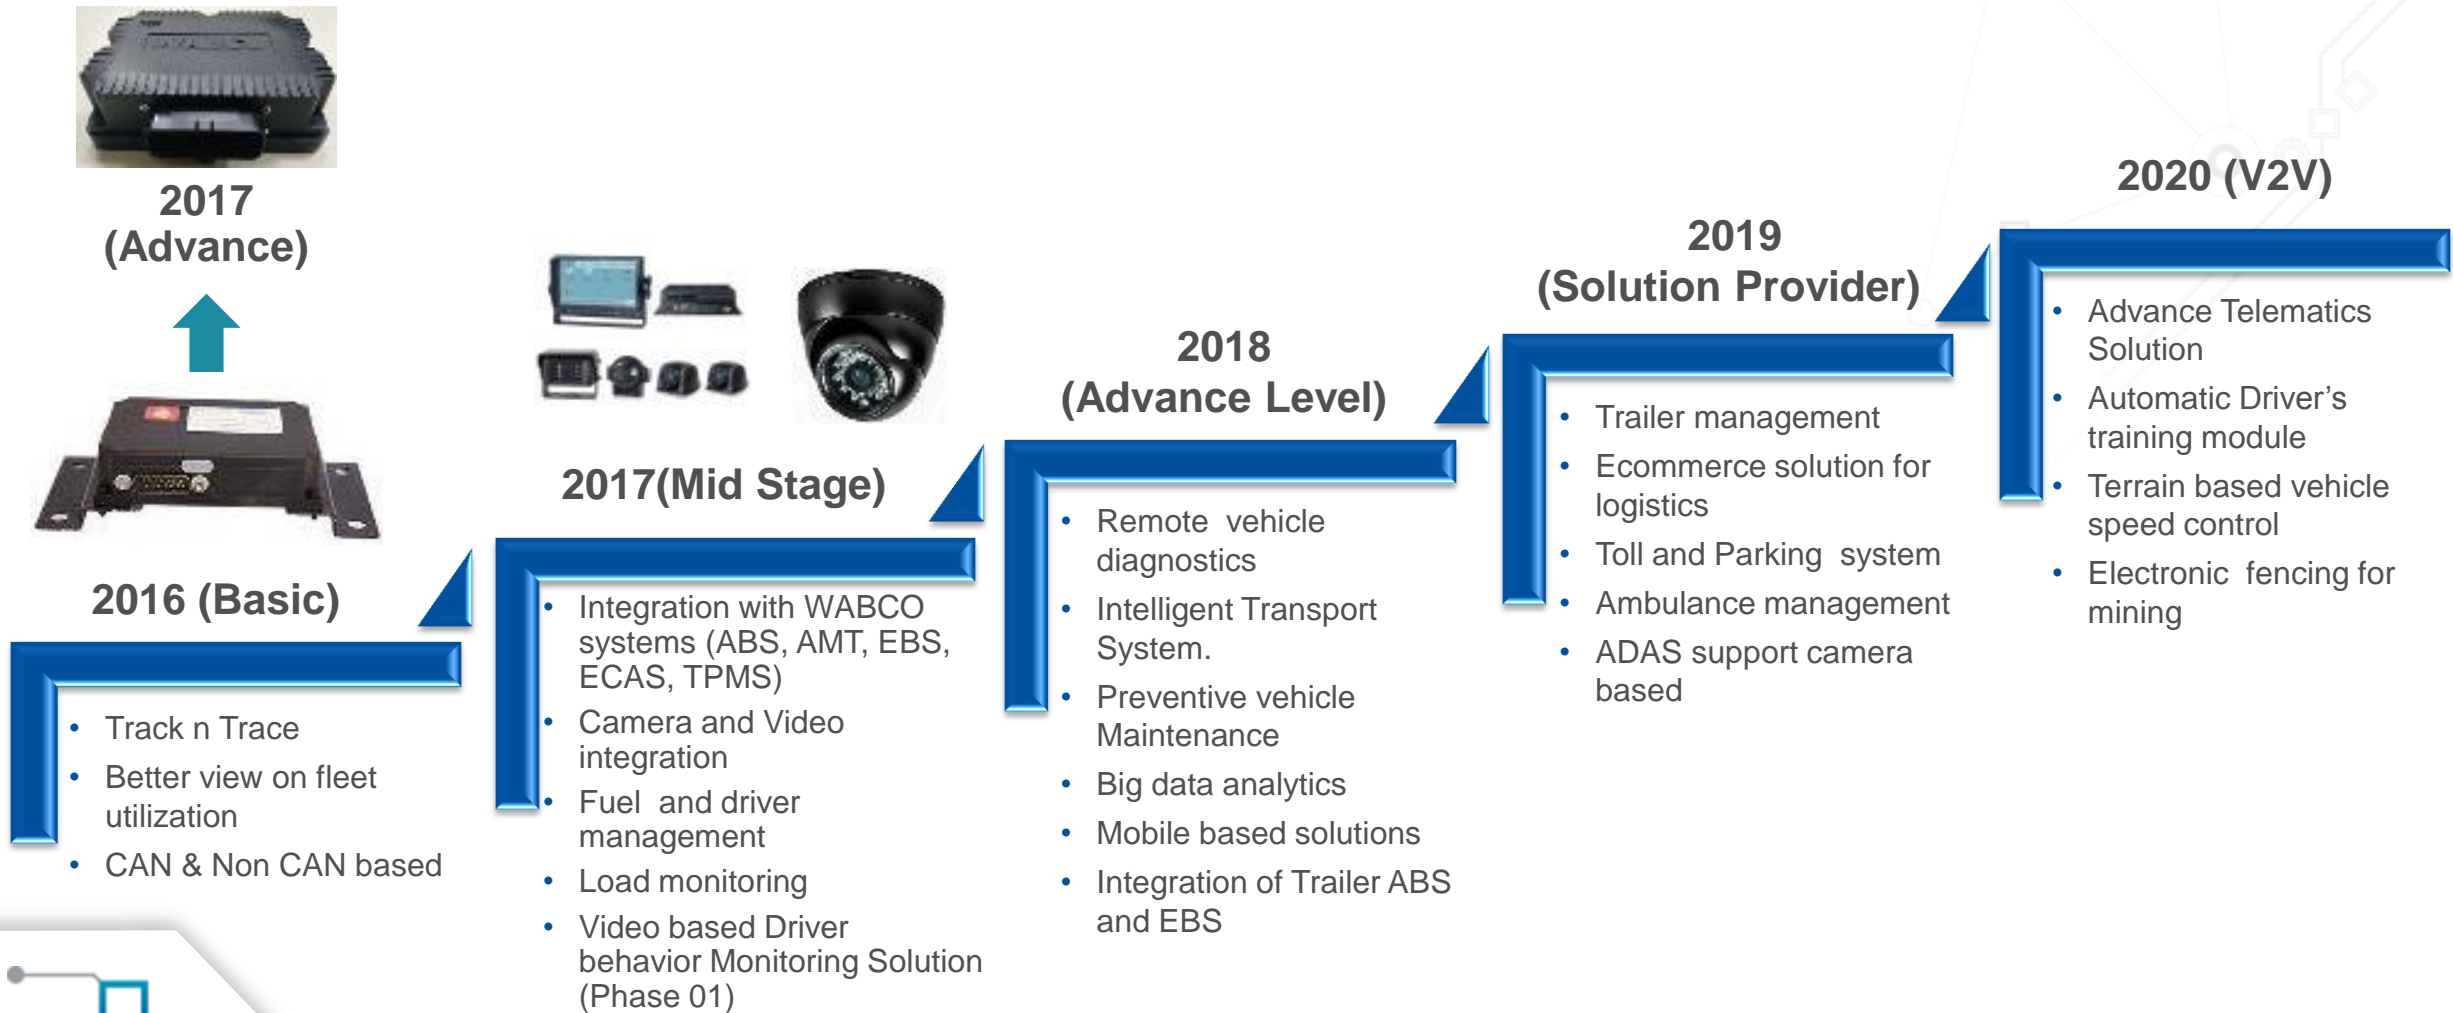 2017
(Advance)
2016 (Basic)
• Track n Trace
• Better view on fleet
utilization
• CAN & Non CAN based
2017(Mid Stage)
• Integration with WABCO
systems (ABS, AMT, EBS,
ECAS, TPMS)
• Camera and Video
integration
• Fuel and driver
management
• Load monitoring
• Video based Driver
behavior Monitoring Solution
(Phase 01)
2018
(Advance Level)
• Remote vehicle
diagnostics
• Intelligent Transport
System.
• Preventive vehicle
Maintenance
• Big data analytics
• Mobile based solutions
• Integration of Trailer ABS
and EBS
2019
(Solution Provider)
• Trailer management
• Ecommerce solution for
logistics
• Toll and Parking system
• Ambulance management
• ADAS support camera
based
2020 (V2V)
• Advance Telematics
Solution
• Automatic Driver’s
training module
• Terrain based vehicle
speed control
• Electronic fencing for
mining